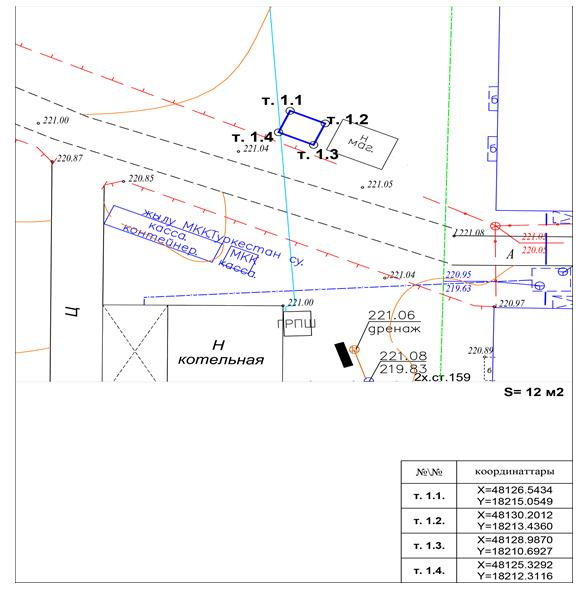 т. 1.1
т. 1.2
н
маг.
т. 1.4
т. 1.3
221.00
221.04
220.87
220.85
221.05
б
б
жылу МККТуркестан су.
касса.
контейнер
МКК
касса.
221.08
А
221.04
220.95
219.63
220.97
221.00
ГРПШ
Ц
Н
котельная
221.06
дренаж
221.08
219.83
2х.ст.159
220.89
б
S= 12 м2
№\№ координаттары
т. 1.1. X=48126.5434
Y=18215.0549
т. 1.2. X=48130.2012
Y=18213.4360
т. 1.3. X=48128.9870
Y=18210.6927
т. 1.4. X=48125.3292
Y=18212.3116